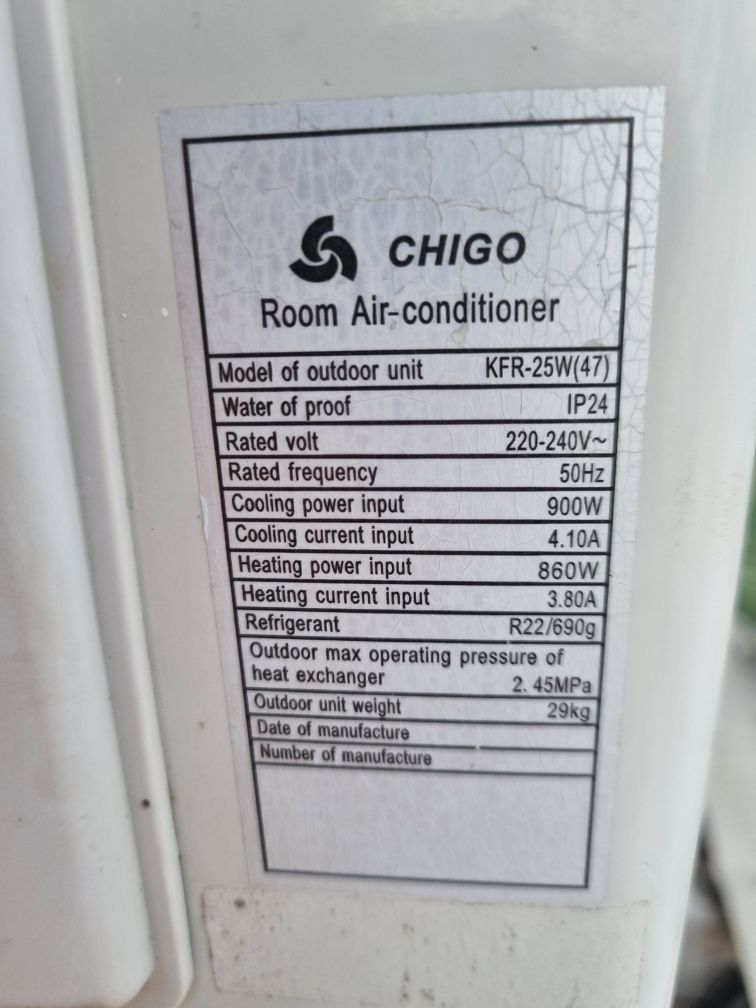 CHIGO
Room Air-conditioner
Model of outdoor unit KFR-25W(47)
Water of proof IP24
Rated volt 220-240V~
Rated frequency 50Hz
Cooling power input 900W
Cooling current input 4.10A
Heating power input 860W
Heating current input 3.80A
Refrigerant R22/690g
Outdoor max operating pressure of
heat exchanger 2.45MPa
Outdoor unit weight 29kg
Date of manufacture
Number of manufacture